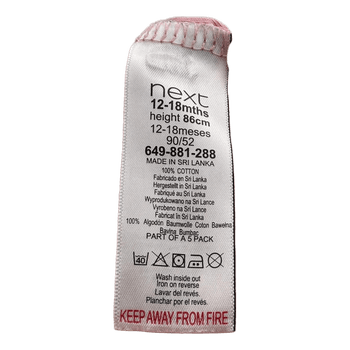 next
12-18mths
height 86cm
12-18meses
90/52
649-881-288
MADE IN SRI LANKA
100% COTTON
Fabricado en Sri Lanka
Hergestellt in Sri Lanka
Fabriqué au Sri Lanka
Wyprodukowano na Sri Lance
Vyrobeno na Sri Lance
Fabricat în Sri Lanka
100% Algodón Baumwolle Coton Bawełna
Bavlna Bumbac
PART OF A 5 PACK
40
Wash inside out
Iron on reverse
Lavar del revés.
Planchar por el revés.
KEEP AWAY FROM FIRE